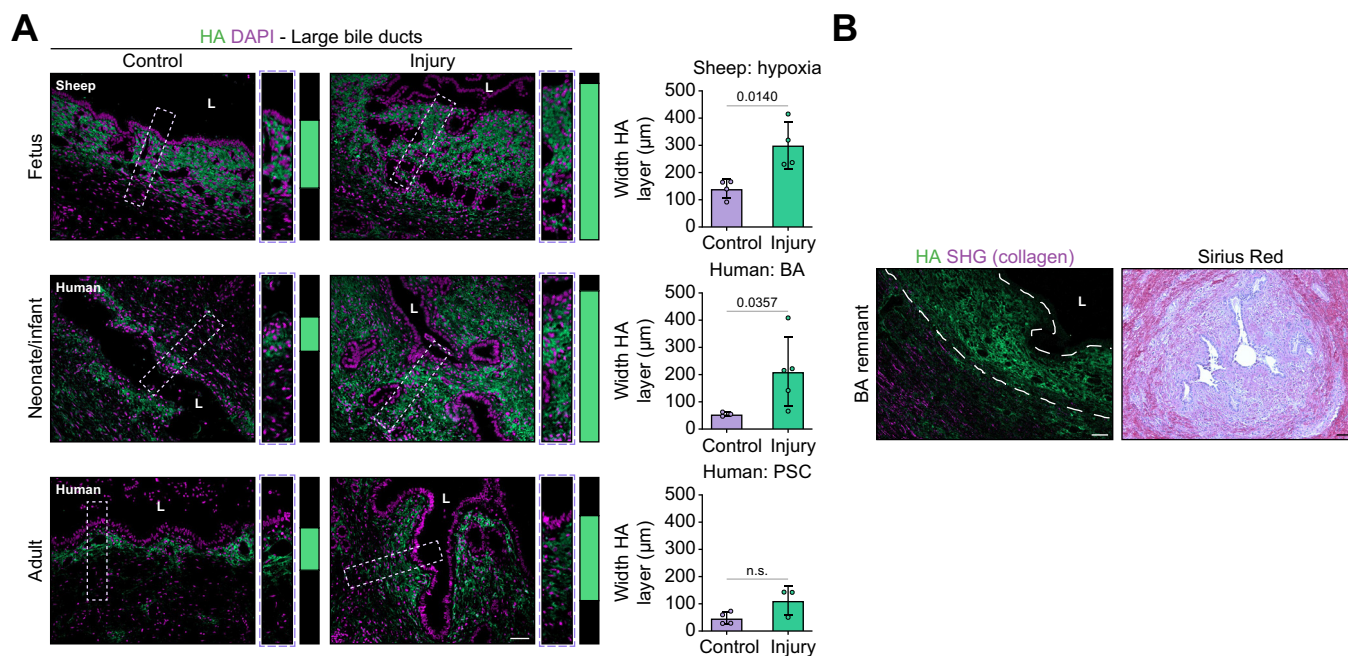 A
HA DAPI - Large bile ducts
Control
Injury
Fetus
Sheep
L
L
Sheep: hypoxia
Width HA
layer (µm)
500
400
300
200
100
0
0.0140
Control
Injury
Neonate/infant
Human
L
L
Human: BA
Width HA
layer (µm)
500
400
300
200
100
0
0.0357
Control
Injury
Adult
Human
L
L
Human: PSC
Width HA
layer (µm)
500
400
300
200
100
0
n.s.
Control
Injury
B
HA SHG (collagen)
Sirius Red
BA remnant
L